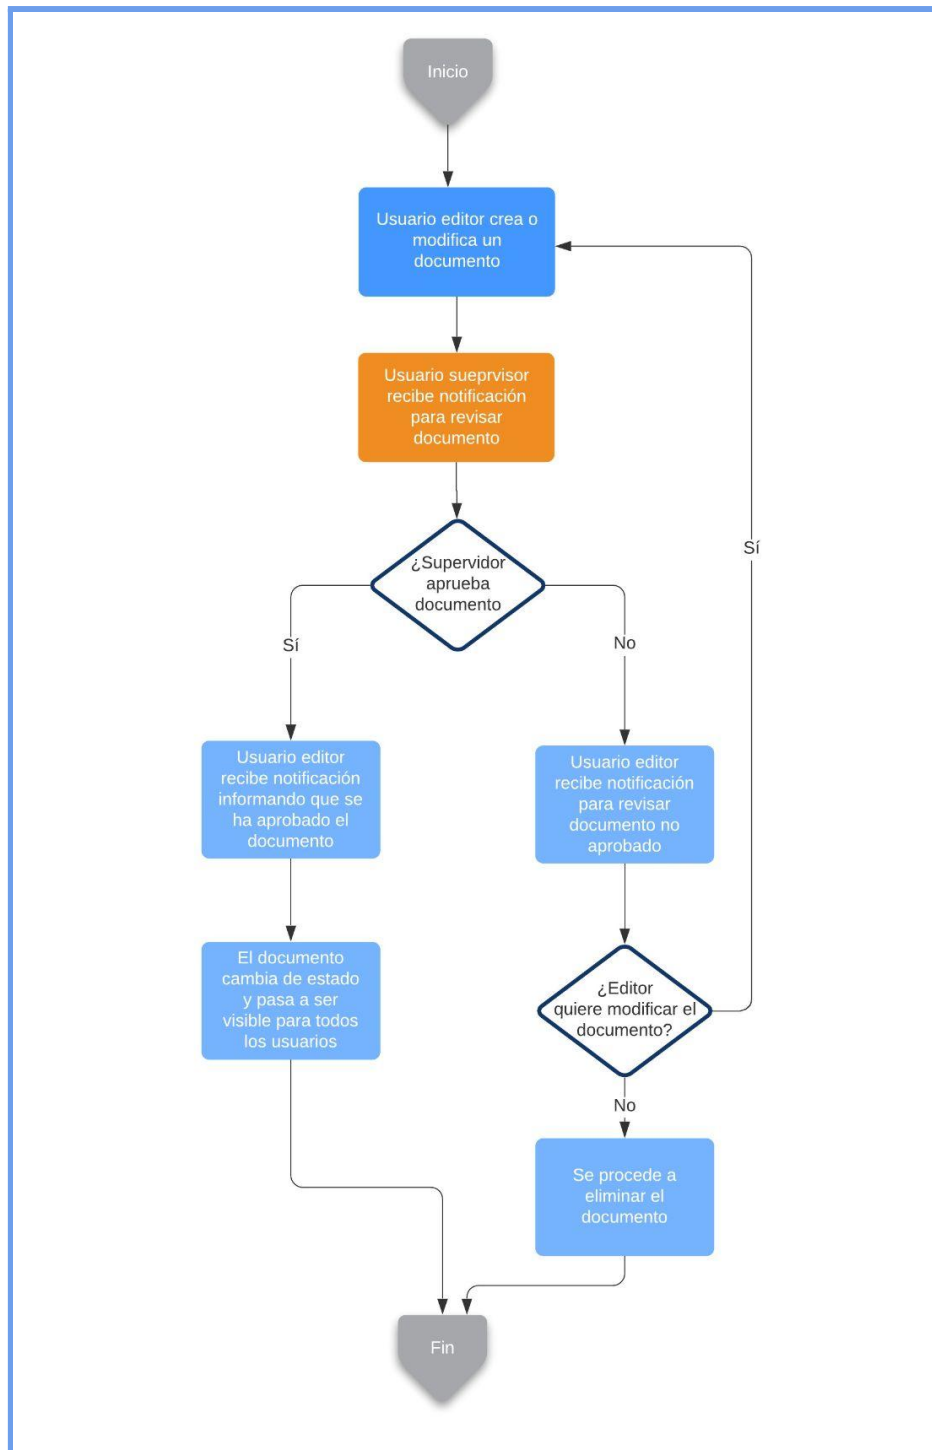 Inicio
Usuario editor crea o
modifica un
documento
Usuario sueprvisor
recibe notificación
para revisar
documento
¿Supervidor
aprueba
documento
Sí
No
Sí
Usuario editor
recibe notificación
informando que se
ha aprobado el
documento
Usuario editor
recibe notificación
para revisar
documento no
aprobado
El documento
cambia de estado
y pasa a ser
visible para todos
los usuarios
¿Editor
quiere modificar el
documento?
No
Se procede a
eliminar el
documento
Fin